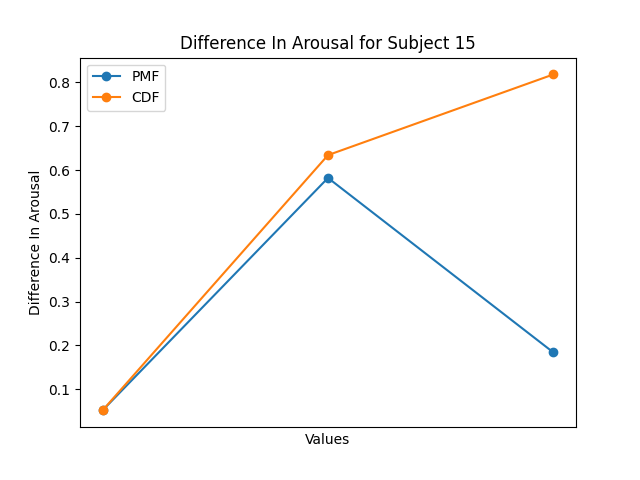 Difference In Arousal for Subject 15
PMF
CDF
0.8
0.7
0.6
0.5
0.4
0.3
0.2
0.1
Difference In Arousal
Values